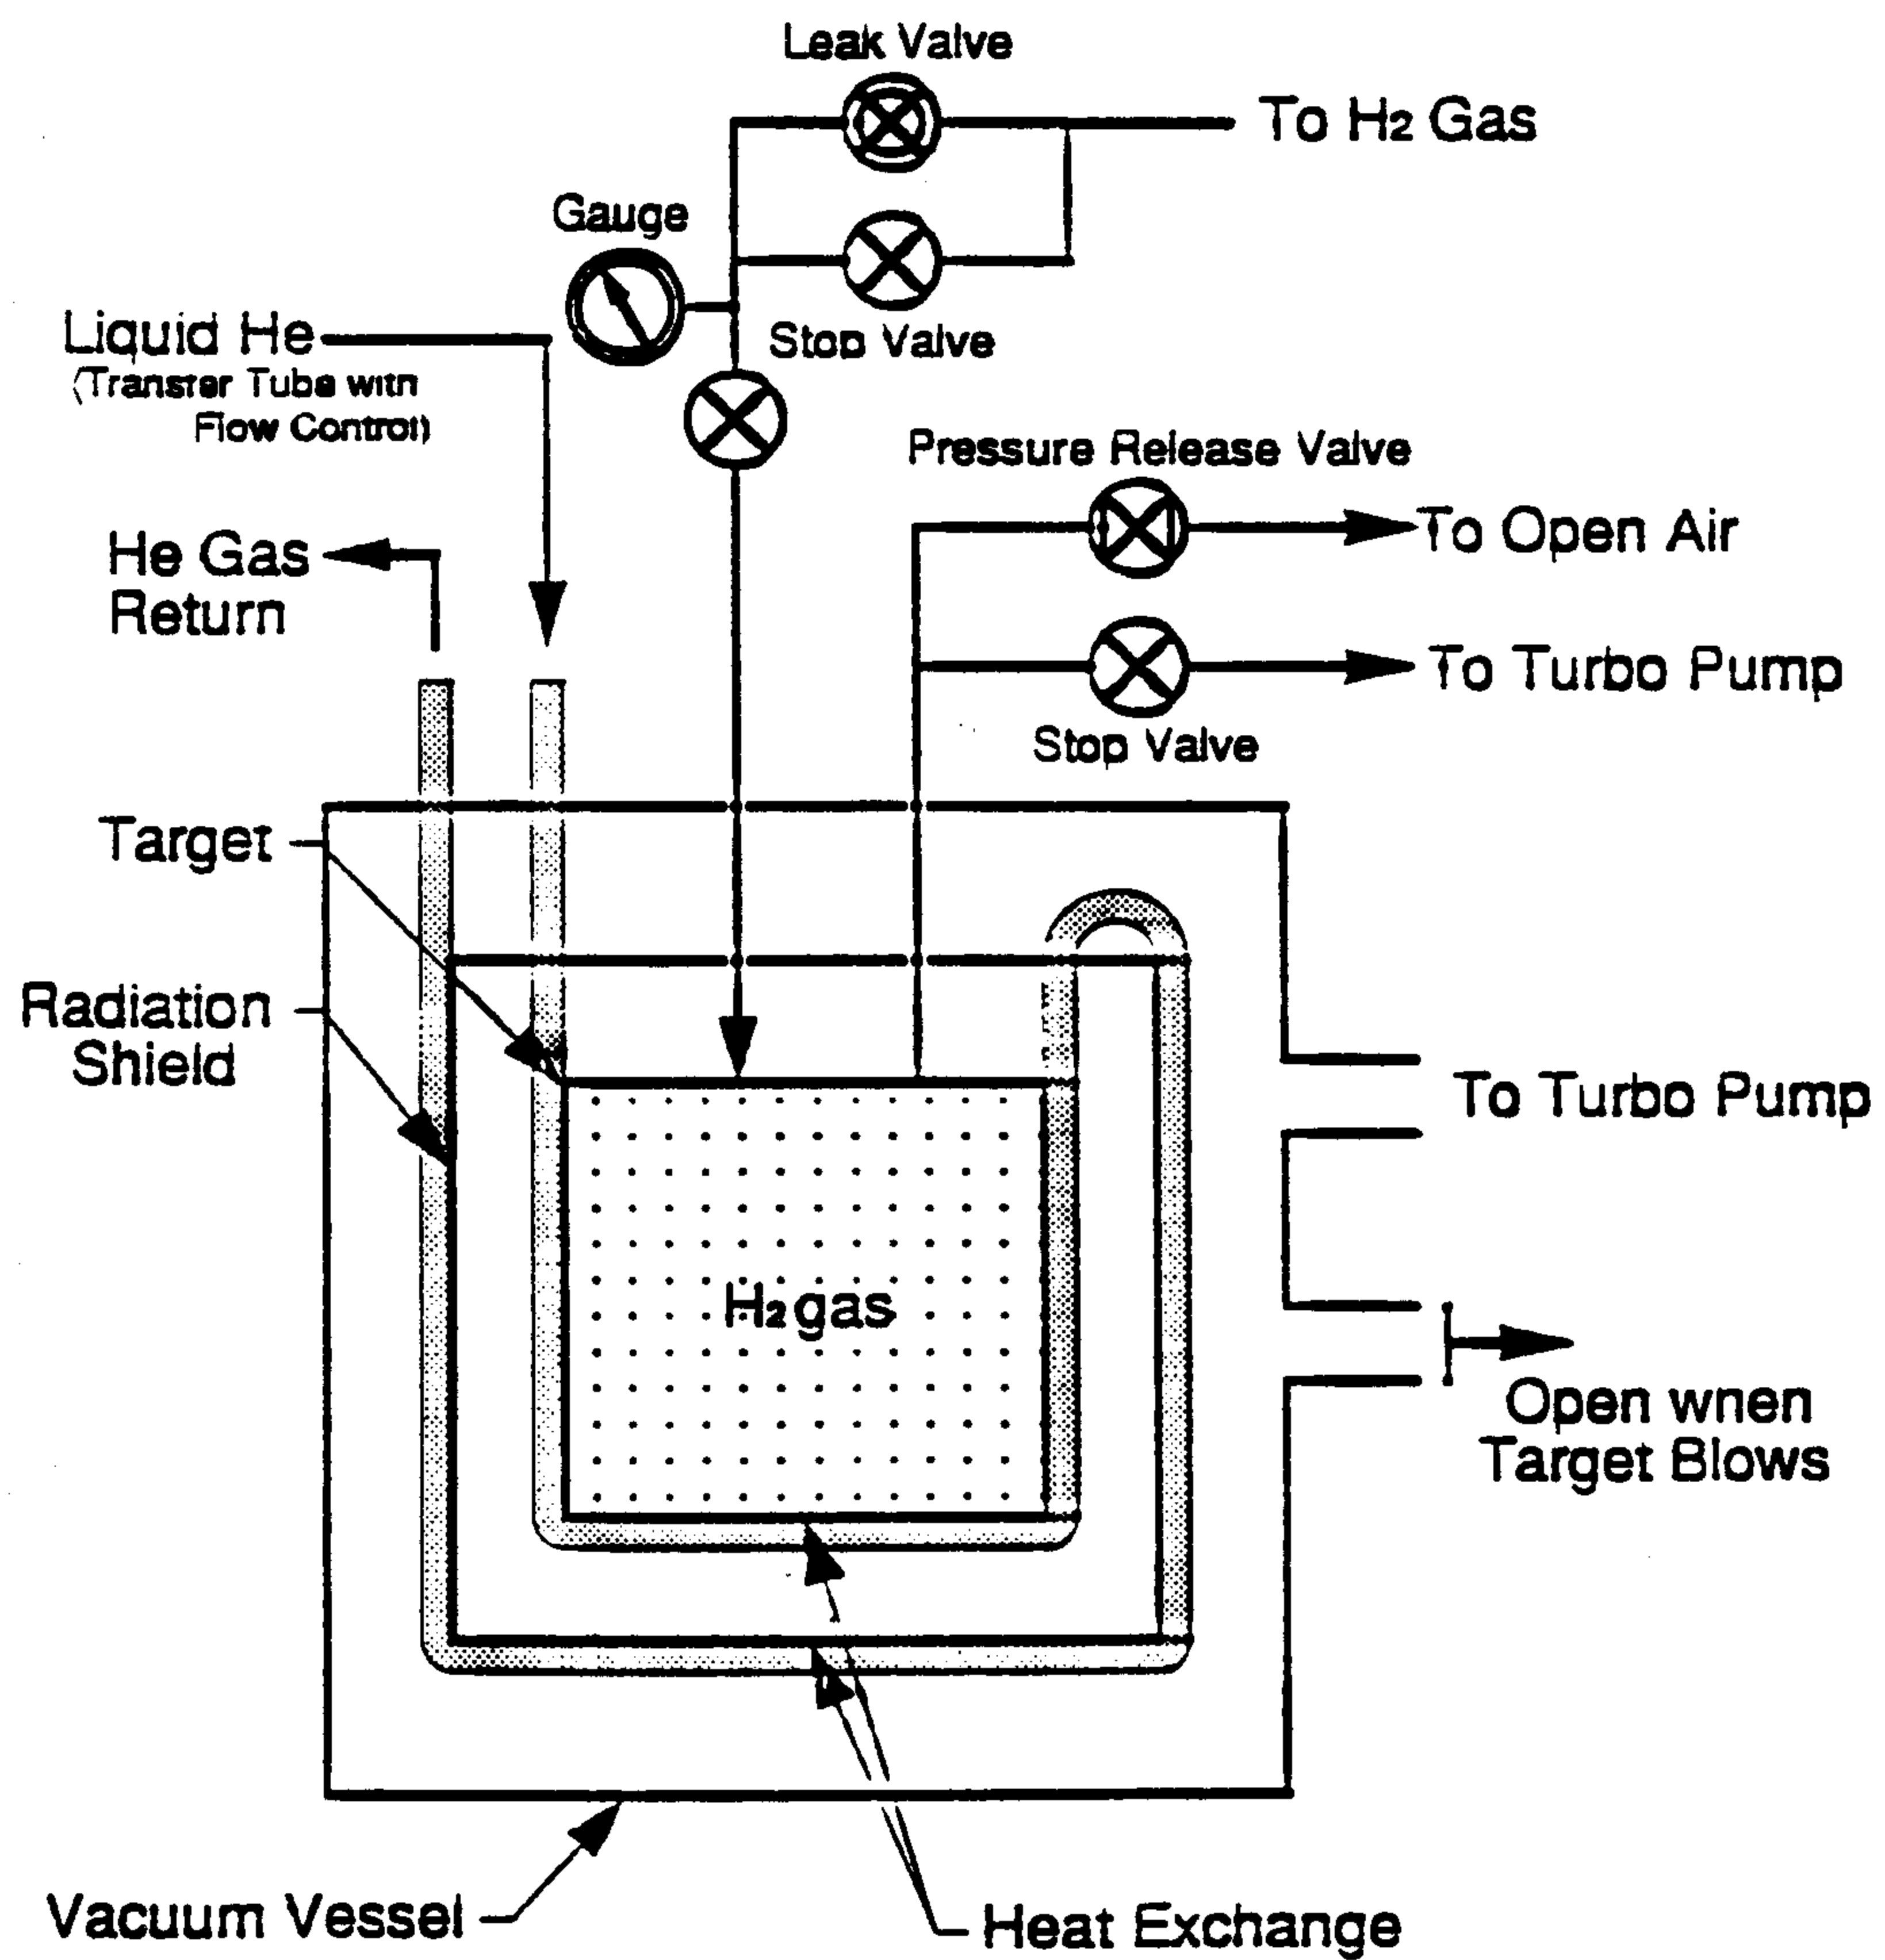 Leak Valve
To H2 Gas
Gauge
Stop Valve
Liquid He
(Transfer Tube with
Flow Control)
Pressure Release Valve
To Open Air
He Gas
Return
To Turbo Pump
Stop Valve
Target
Radiation
Shield
To Turbo Pump
H2 gas
Open when
Target Blows
Vacuum Vessel
Heat Exchange